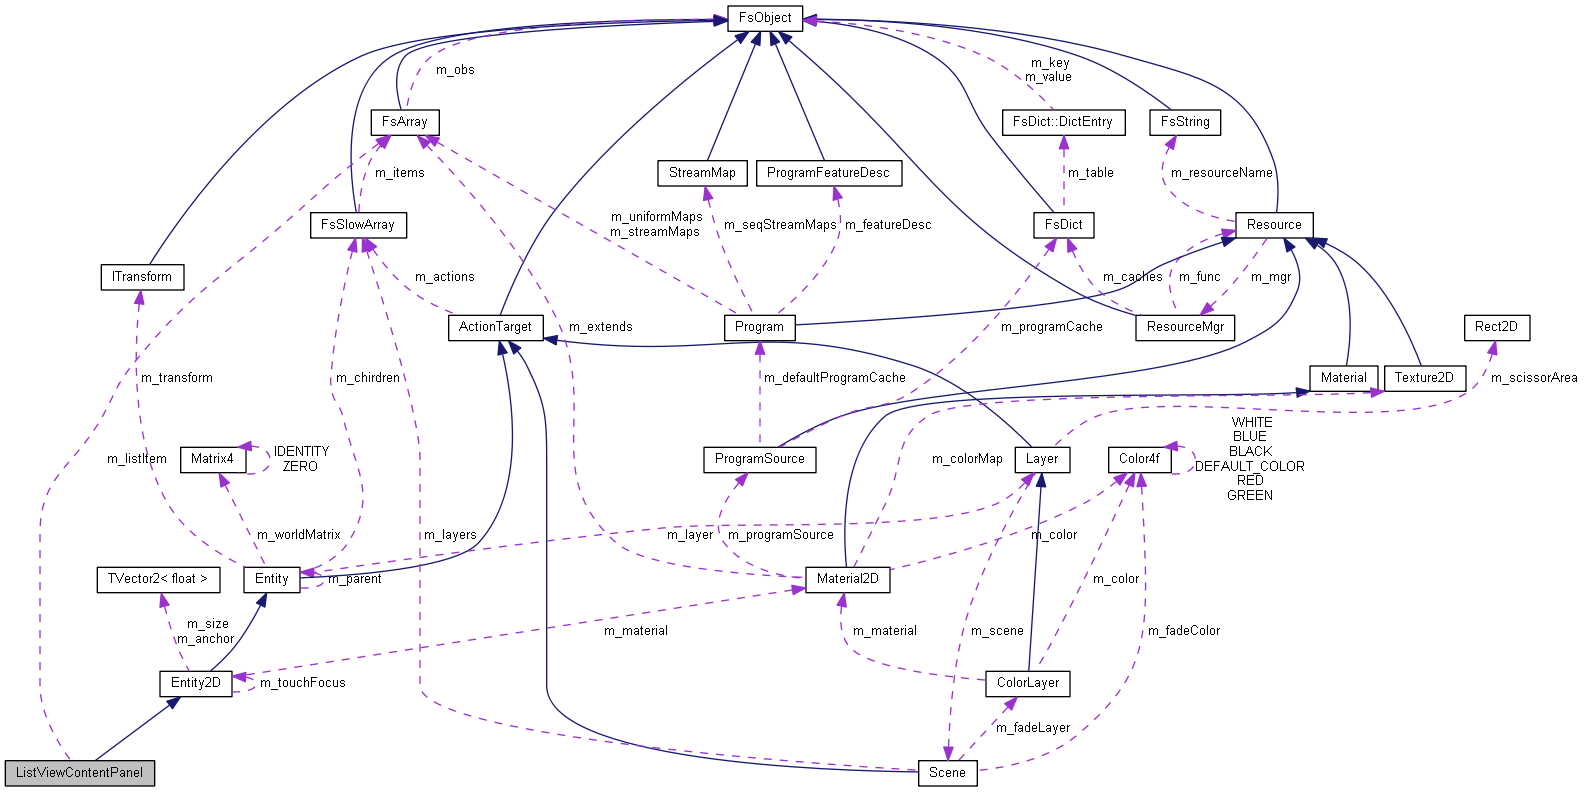 FsObject
m_obs
m_key
m_value
FsArray
FsDict::DictEntry
FsString
m_items
StreamMap
ProgramFeatureDesc
m_table
m_resourceName
FsSlowArray
m_uniformMaps
m_streamMaps
m_seqStreamMaps
m_featureDesc
FsDict
Resource
ITransform
m_actions
m_caches
m_func
m_mgr
ActionTarget
m_extends
Program
m_programCache
ResourceMgr
Rect2D
m_transform
m_chirdren
m_defaultProgramCache
Material
Texture2D
m_scissorArea
m_listItem
Matrix4
IDENTITY
ZERO
ProgramSource
m_colorMap
Layer
Color4f
WHITE
BLUE
BLACK
DEFAULT_COLOR
RED
GREEN
m_worldMatrix
m_layers
m_layer
m_programSource
m_color
TVector2< float >
Entity
m_parent
Material2D
m_color
m_size
m_anchor
m_material
m_material
m_scene
m_fadeColor
Entity2D
m_touchFocus
ColorLayer
m_fadeLayer
ListViewContentPanel
Scene